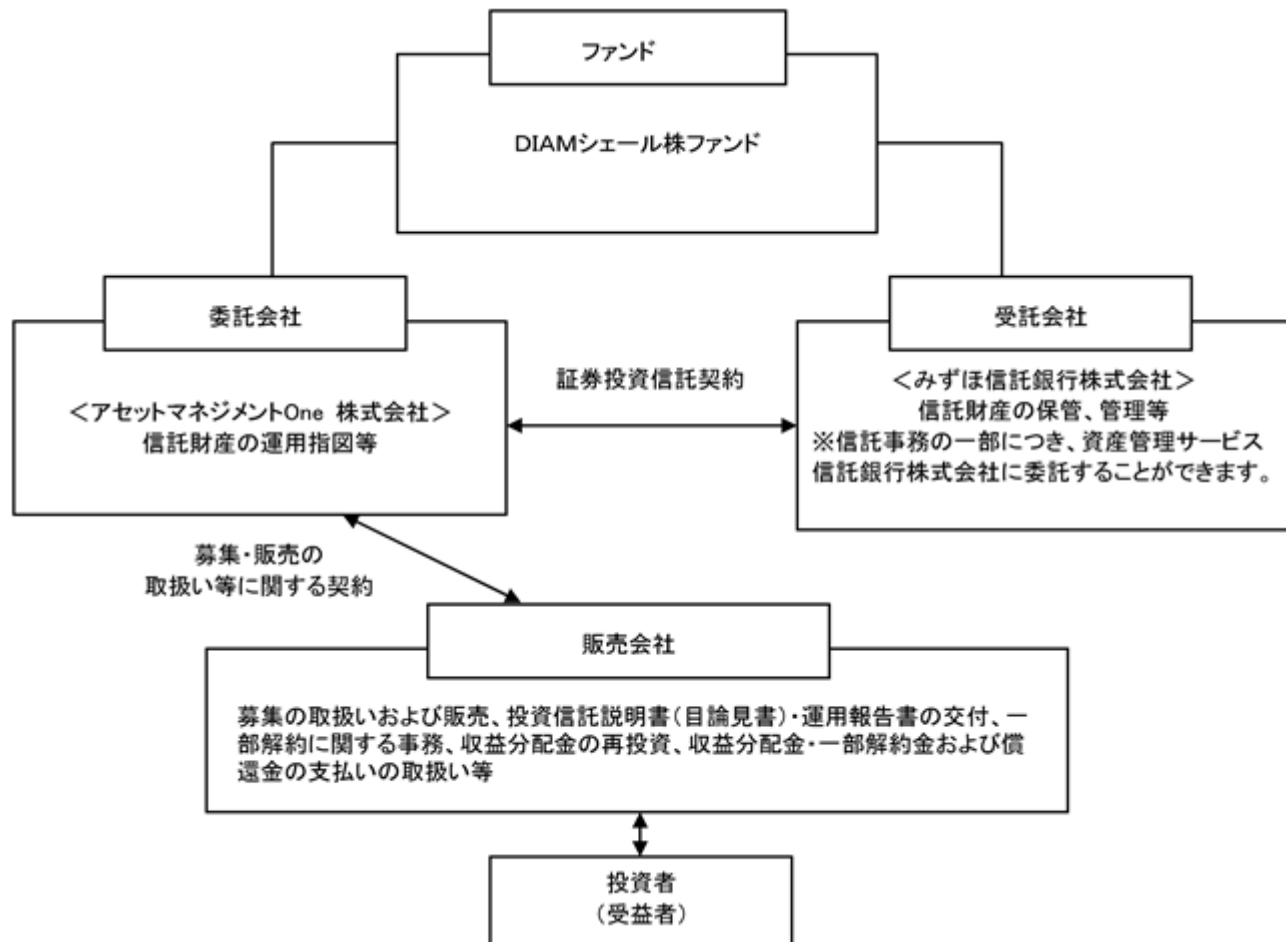 ファンド
DIAMシェール株ファンド
委託会社
<アセットマネジメントOne 株式会社>
信託財産の運用指図等
証券投資信託契約
受託会社
<みずほ信託銀行株式会社>
信託財産の保管、管理等
※信託事務の一部につき、資産管理サービス
信託銀行株式会社に委託することができます。
募集・販売の
取扱い等に関する契約
販売会社
募集の取扱いおよび販売、投資信託説明書(目論見書)・運用報告書の交付、一
部解約に関する事務、収益分配金の再投資、収益分配金・一部解約金および償
還金の支払いの取扱い等
投資者
(受益者)